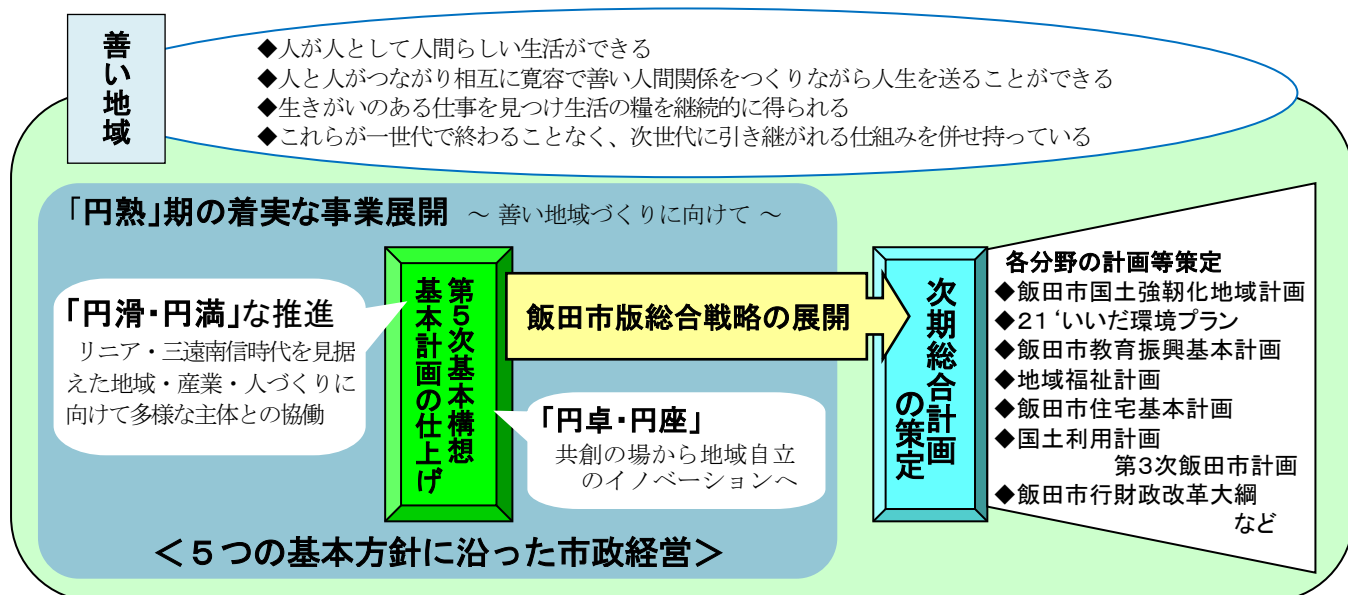 善い地域
◆人が人として人間らしい生活ができる
◆人と人がつながり相互に寛容で善い人間関係をつくりながら人生を送ることができる
◆生きがいのある仕事を見つけ生活の糧を継続的に得られる
◆これらが一世代で終わることなく、次世代に引き継がれる仕組みを併せ持っている
「円熟」期の着実な事業展開 ～ 善い地域づくりに向けて ～
「円滑・円満」な推進
リニア・三遠南信時代を見据
えた地域・産業・人づくりに
向けて多様な主体との協働
第５次基本構想
基本計画の仕上げ
飯田市版総合戦略の展開
「円卓・円座」
共創の場から地域自立
のイノベーションへ
＜５つの基本方針に沿った市政経営＞
次期総合計画
の策定
各分野の計画等策定
◆飯田市国土強靭化地域計画
◆２１‘いいだ環境プラン
◆飯田市教育振興基本計画
◆地域福祉計画
◆飯田市住宅基本計画
◆国土利用計画
第３次飯田市計画
◆飯田市行財政改革大綱
など